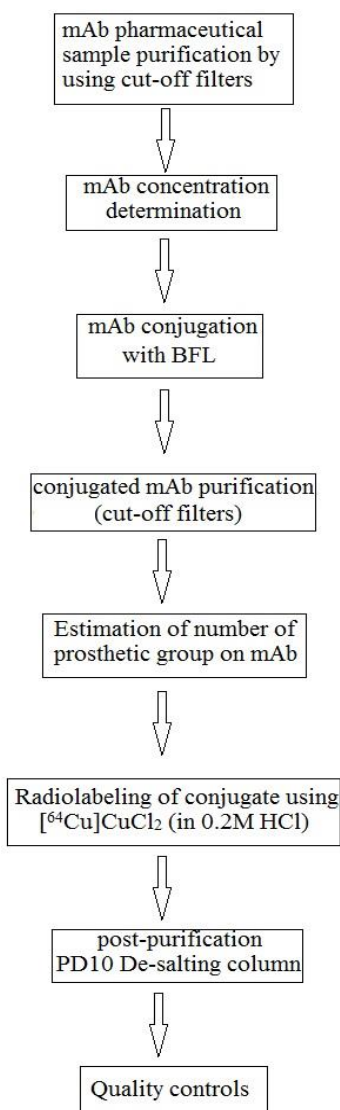 mAb pharmaceutical
sample purification by
using cut-off filters
mAb concentration
determination
mAb conjugation
with BFL
conjugated mAb purification
(cut-off filters)
Estimation of number of
prosthetic group on mAb
Radiolabeling of conjugate using
[⁶⁴Cu]CuCl₂ (in 0.2M HCl)
post-purification
PD10 De-salting column
Quality controls